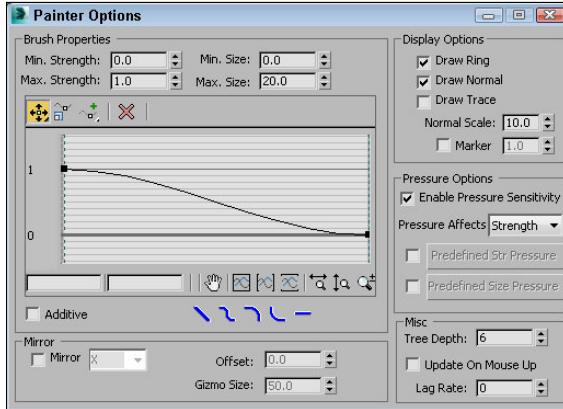 Painter Options
Brush Properties
Min. Strength: 0.0 Min. Size: 0.0
Max. Strength: 1.0 Max. Size: 20.0
1
0
Additive
Mirror
Mirror X Offset: 0.0
Gizmo Size: 50.0
Display Options
Draw Ring
Draw Normal
Draw Trace
Normal Scale: 10.0
Marker 1.0
Pressure Options
Enable Pressure Sensitivity
Pressure Affects Strength
Predefined Str Pressure
Predefined Size Pressure
Misc
Tree Depth: 6
Update On Mouse Up
Lag Rate: 0